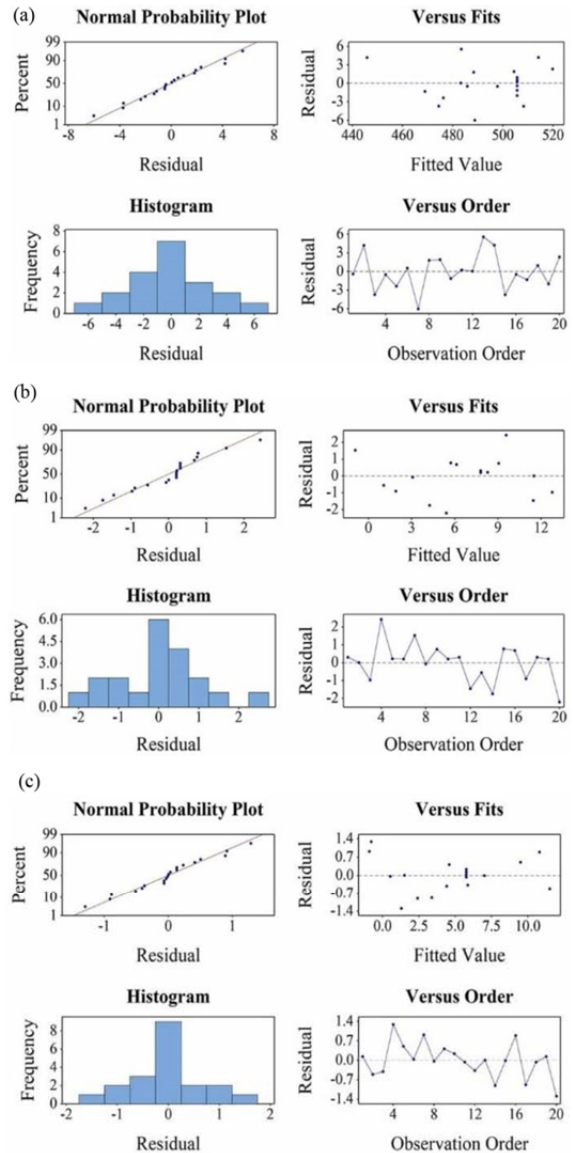 (a)
Normal Probability Plot
Versus Fits
99
90
50
10
1
Percent
-8 -4 0 4 8
Residual
6
3
0
-3
-6
Residual
440 460 480 500 520
Fitted Value
Histogram
Versus Order
8
6
4
2
0
Frequency
-6 -4 -2 0 2 4 6
Residual
6
3
0
-3
-6
Residual
4 8 12 16 20
Observation Order
(b)
Normal Probability Plot
Versus Fits
99
90
50
10
1
Percent
-2 -1 0 1 2
Residual
2
1
0
-1
-2
Residual
0 3 6 9 12
Fitted Value
Histogram
Versus Order
6.0
4.5
3.0
1.5
0.0
Frequency
-2 -1 0 1 2
Residual
2
1
0
-1
-2
Residual
4 8 12 16 20
Observation Order
(c)
Normal Probability Plot
Versus Fits
99
90
50
10
1
Percent
-1 0 1
Residual
1.4
0.7
0.0
-0.7
-1.4
Residual
0.0 2.5 5.0 7.5 10.0
Fitted Value
Histogram
Versus Order
8
6
4
2
0
Frequency
-2 -1 0 1 2
Residual
1.4
0.7
0.0
-0.7
-1.4
Residual
4 8 12 16 20
Observation Order